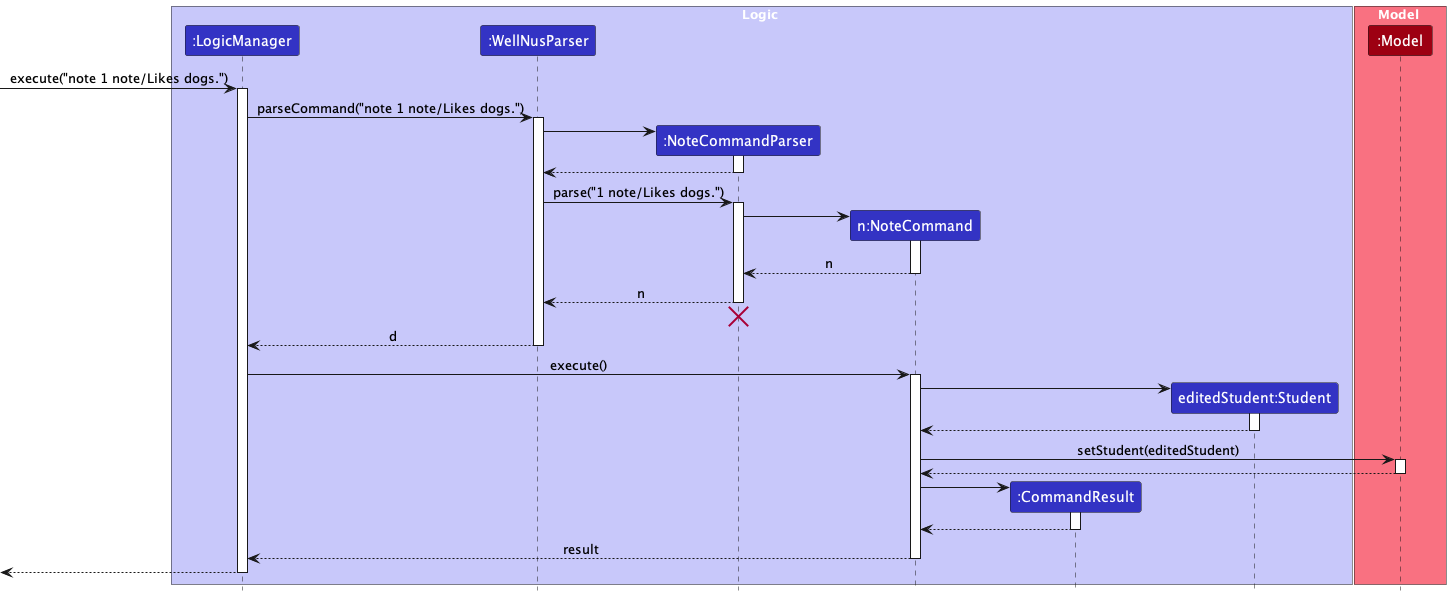 Logic
Model
:LogicManager
:WellNusParser
:Model
execute("note 1 note/Likes dogs.")
parseCommand("note 1 note/Likes dogs.")
:NoteCommandParser
parse("1 note/Likes dogs.")
n:NoteCommand
n
n
d
execute()
editedStudent:Student
setStudent(editedStudent)
:CommandResult
result